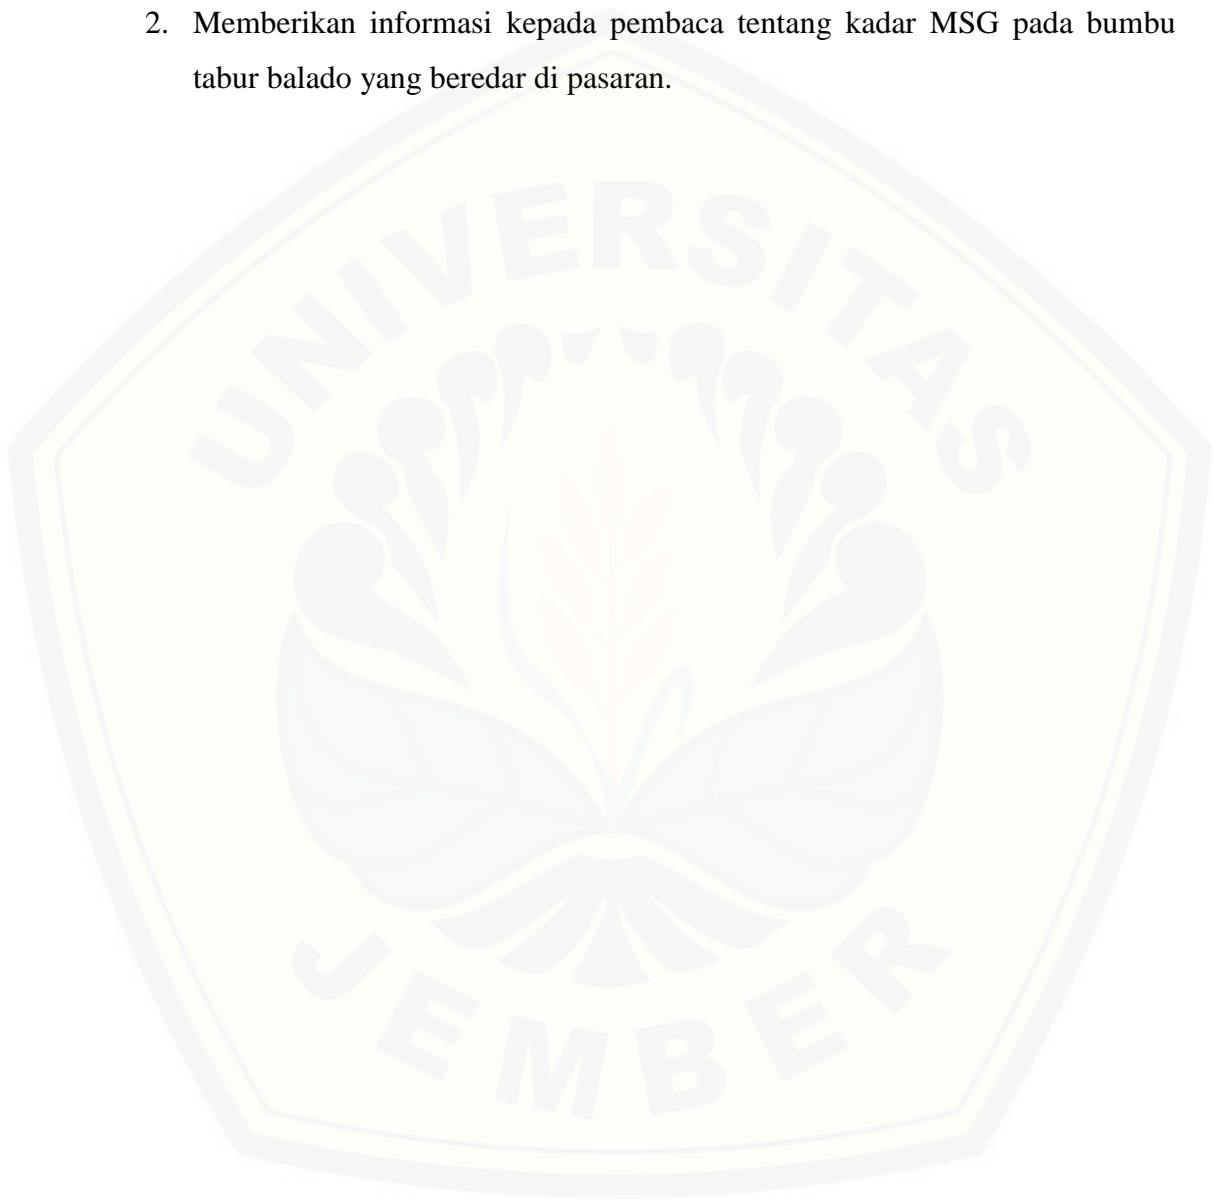 2. Memberikan informasi kepada pembaca tentang kadar MSG pada bumbu
tabur balado yang beredar di pasaran.
UNIVERSITAS
JEMBER